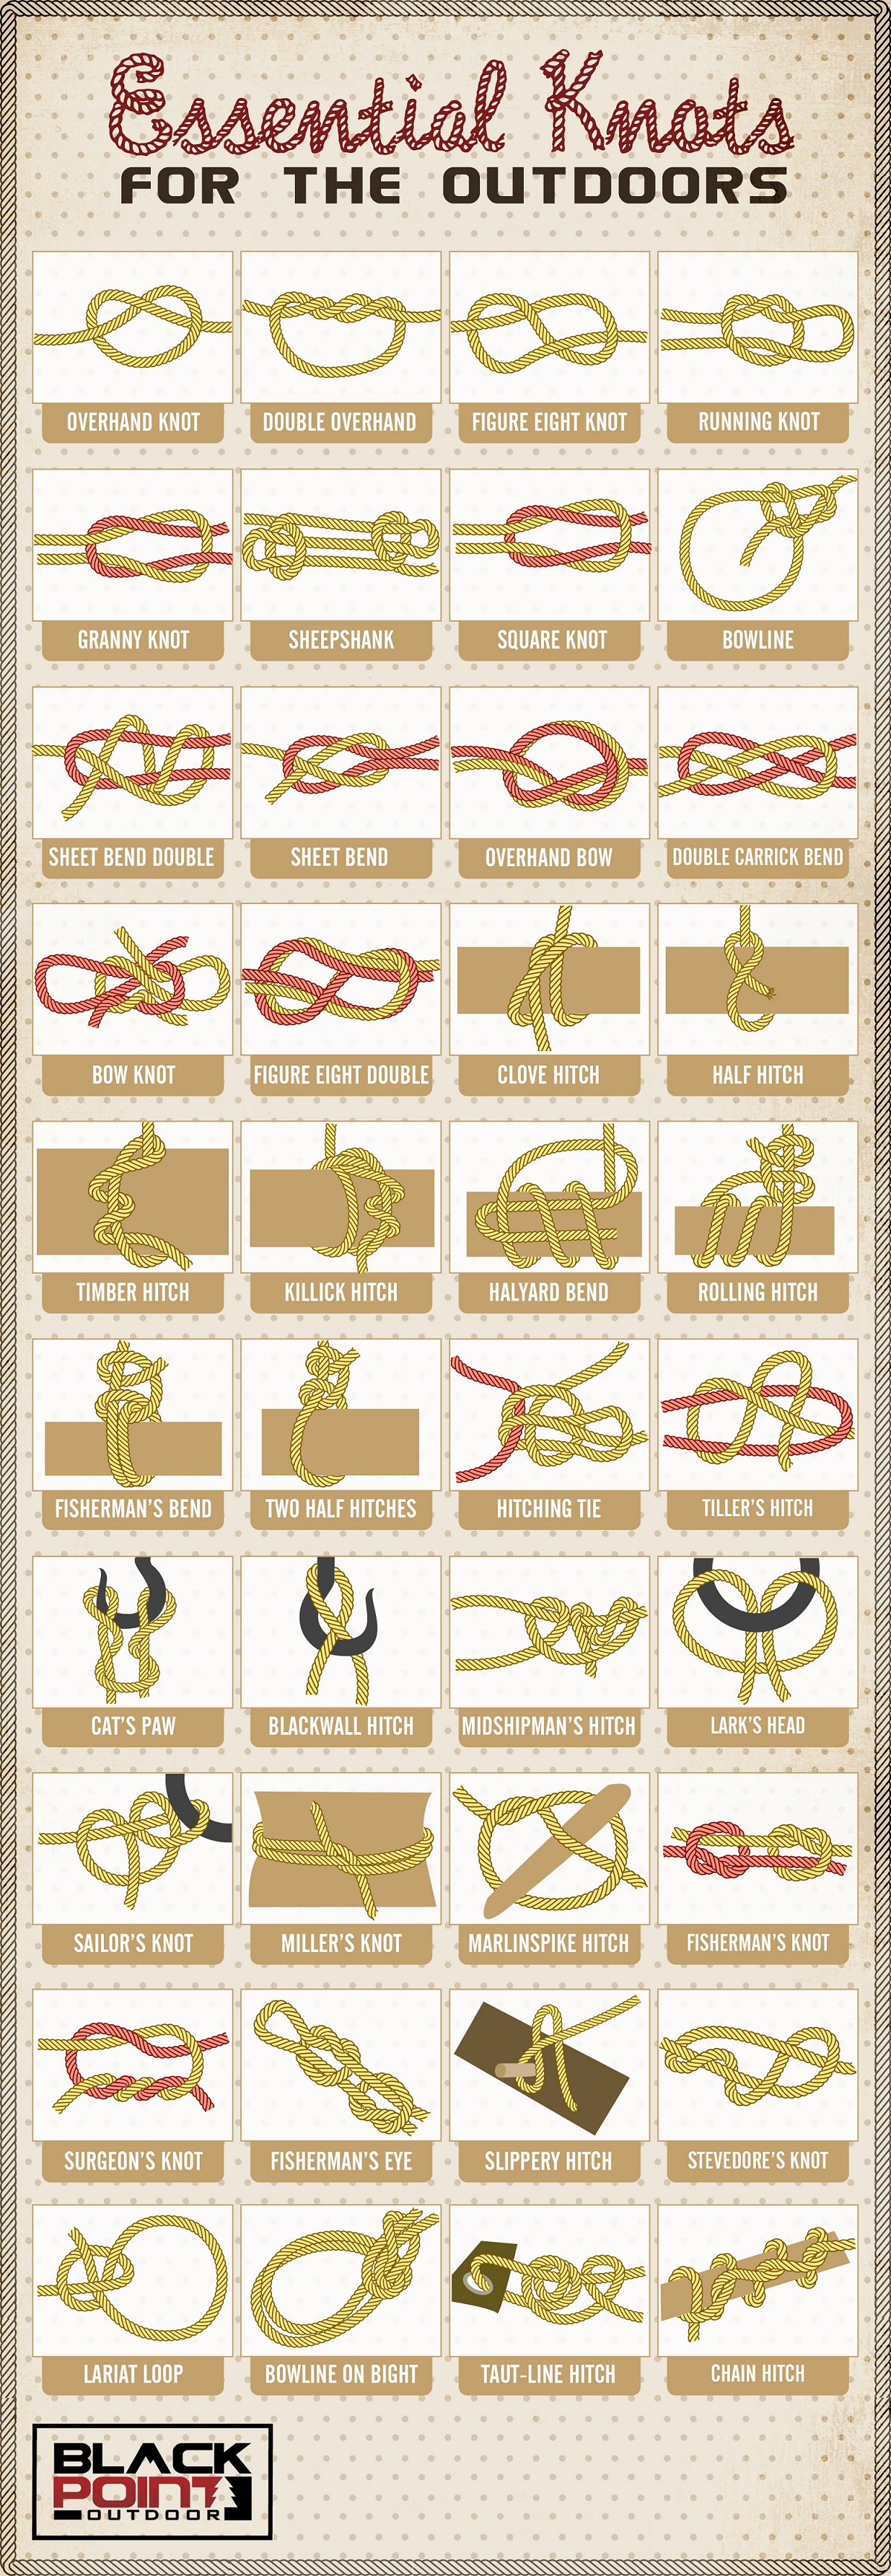 Essential Knots
FOR THE OUTDOORS
OVERHAND KNOT
DOUBLE OVERHAND
FIGURE EIGHT KNOT
RUNNING KNOT
GRANNY KNOT
SHEEPSHANK
SQUARE KNOT
BOWLINE
SHEET BEND DOUBLE
SHEET BEND
OVERHAND BOW
DOUBLE CARRICK BEND
BOW KNOT
FIGURE EIGHT DOUBLE
CLOVE HITCH
HALF HITCH
TIMBER HITCH
KILLICK HITCH
HALYARD BEND
ROLLING HITCH
FISHERMAN'S BEND
TWO HALF HITCHES
HITCHING TIE
TILLER'S HITCH
CAT'S PAW
BLACKWALL HITCH
MIDSHIPMAN'S HITCH
LARK'S HEAD
SAILOR'S KNOT
MILLER'S KNOT
MARLINSPIKE HITCH
FISHERMAN'S KNOT
SURGEON'S KNOT
FISHERMAN'S EYE
SLIPPERY HITCH
STEVEDORE'S KNOT
LARIAT LOOP
BOWLINE ON BIGHT
TAUT-LINE HITCH
CHAIN HITCH
BLACK
POINT
OUTDOOR